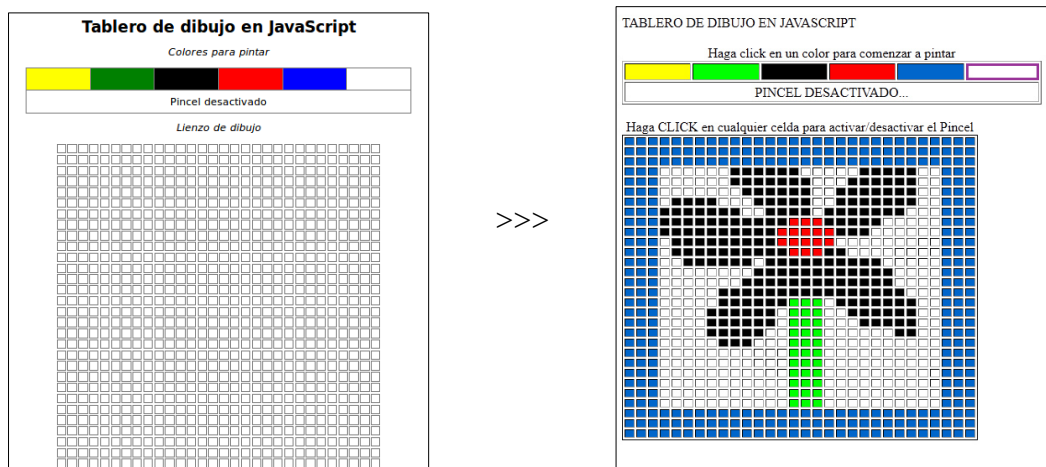 Tablero de dibujo en JavaScript
Colores para pintar
Pincel desactivado
Lienzo de dibujo
>>>
TABLERO DE DIBUJO EN JAVASCRIPT
Haga click en un color para comenzar a pintar
PINCEL DESACTIVADO...
Haga CLICK en cualquier celda para activar/desactivar el Pincel